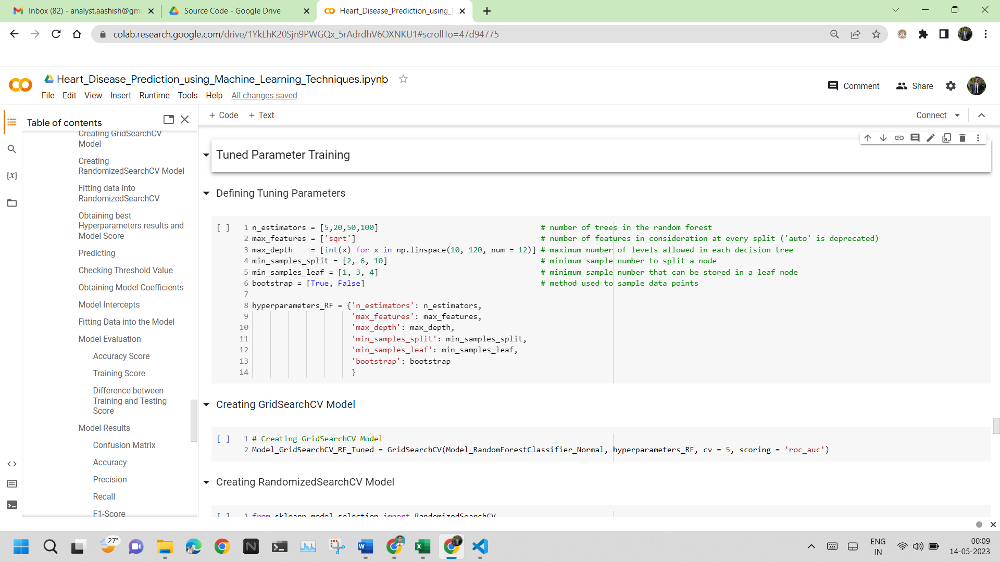 Inbox (82) - analyst.aashish@gm
Source Code - Google Drive
Heart_Disease_Prediction_using_
colab.research.google.com/drive/1YkLhK20Sjn9PWGQx_5rAdrdhV6OXNKU1#scrollTo=47d94775
Heart_Disease_Prediction_using_Machine_Learning_Techniques.ipynb
Comment
Share
File Edit View Insert Runtime Tools Help All changes saved
+ Code + Text
Connect
Table of contents
Creating GridSearchCV
Model
Creating
RandomizedSearchCV Model
Fitting data into
RandomizedSearchCV
Obtaining best
Hyperparameters results and
Model Score
Predicting
Checking Threshold Value
Obtaining Model Coefficients
Model Intercepts
Fitting Data into the Model
Model Evaluation
Accuracy Score
Training Score
Difference between
Training and Testing
Score
Model Results
Confusion Matrix
Accuracy
Precision
Recall
F1-Score
Tuned Parameter Training
Defining Tuning Parameters
[ ] 1 n_estimators = [5,20,50,100] # number of trees in the random forest
2 max_features = ['sqrt'] # number of features in consideration at every split ('auto' is deprecated)
3 max_depth    = [int(x) for x in np.linspace(10, 120, num = 12)] # maximum number of levels allowed in each decision tree
4 min_samples_split = [2, 6, 10] # minimum sample number to split a node
5 min_samples_leaf = [1, 3, 4] # minimum sample number that can be stored in a leaf node
6 bootstrap = [True, False] # method used to sample data points
7
8 hyperparameters_RF = {'n_estimators': n_estimators,
9 'max_features': max_features,
10 'max_depth': max_depth,
11 'min_samples_split': min_samples_split,
12 'min_samples_leaf': min_samples_leaf,
13 'bootstrap': bootstrap
14 }
Creating GridSearchCV Model
[ ] 1 # Creating GridSearchCV Model
2 Model_GridSearchCV_RF_Tuned = GridSearchCV(Model_RandomForestClassifier_Normal, hyperparameters_RF, cv = 5, scoring = 'roc_auc')
Creating RandomizedSearchCV Model
[ ] 1 from sklearn.model_selection import RandomizedSearchCV
27°
ENG
IN
00:09
14-05-2023